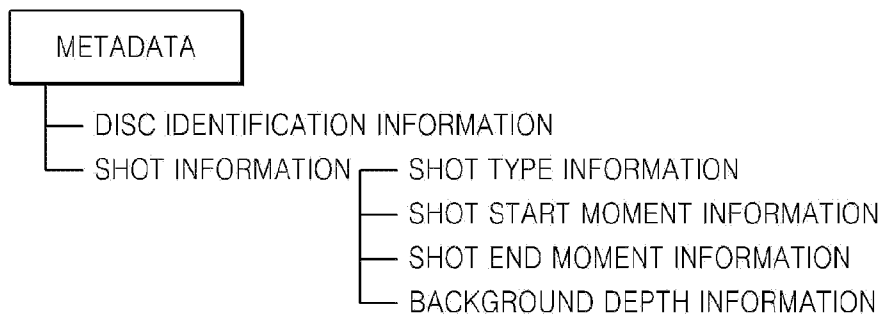 METADATA
DISC IDENTIFICATION INFORMATION
SHOT INFORMATION
SHOT TYPE INFORMATION
SHOT START MOMENT INFORMATION
SHOT END MOMENT INFORMATION
BACKGROUND DEPTH INFORMATION